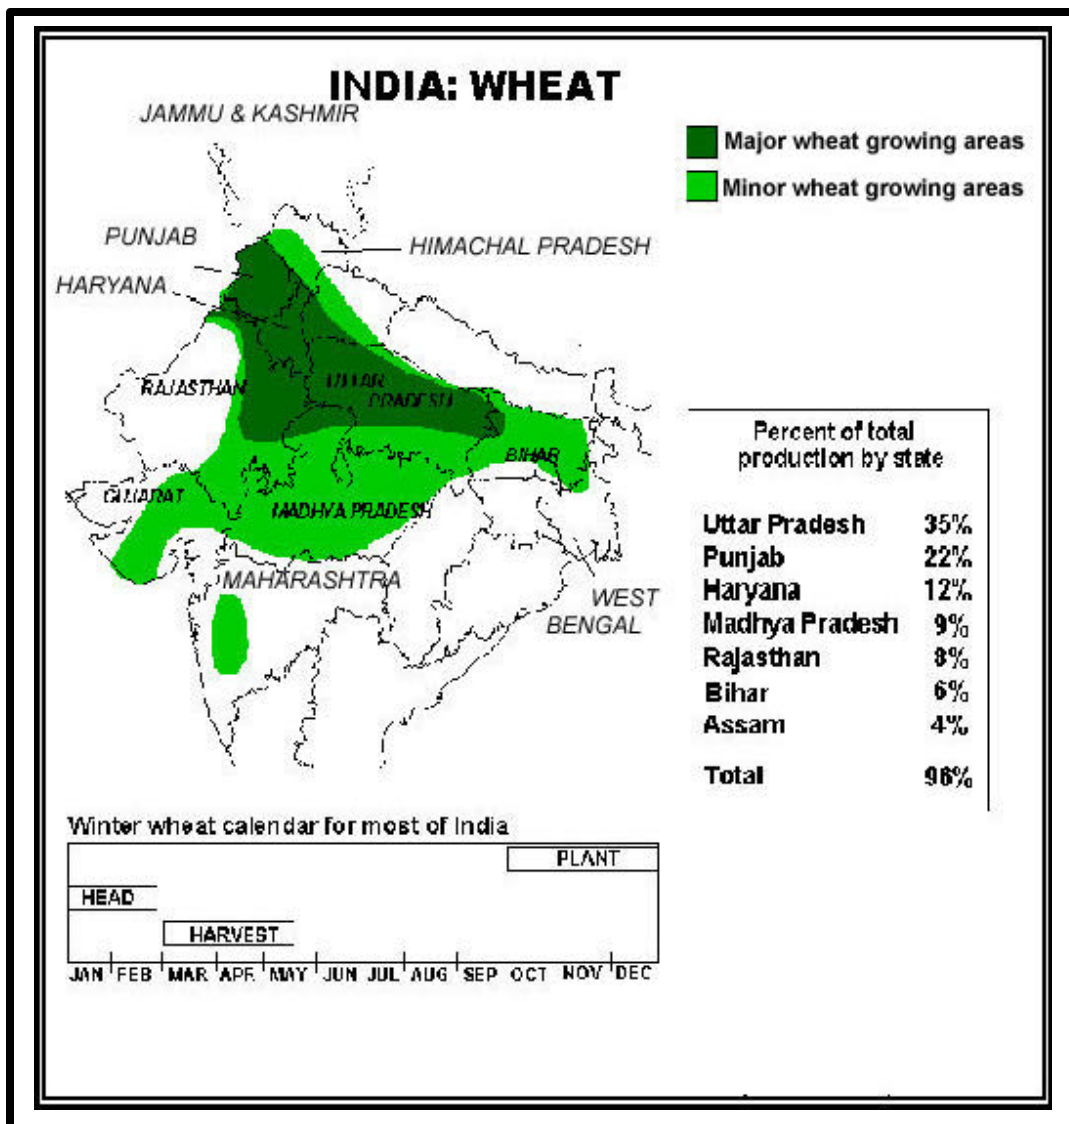 INDIA: WHEAT
JAMMU & KASHMIR
Major wheat growing areas
Minor wheat growing areas
PUNJAB
HIMACHAL PRADESH
HARYANA
RAJASTHAN
UTTAR
PRADESH
BIHAR
GUJARAT
MADHYA PRADESH
MAHARASHTRA
WEST
BENGAL
Percent of total
production by state
Uttar Pradesh 35%
Punjab 22%
Haryana 12%
Madhya Pradesh 9%
Rajasthan 8%
Bihar 6%
Assam 4%
Total 96%
Winter wheat calendar for most of India
PLANT
HEAD
HARVEST
JAN FEB MAR APR MAY JUN JUL AUG SEP OCT NOV DEC